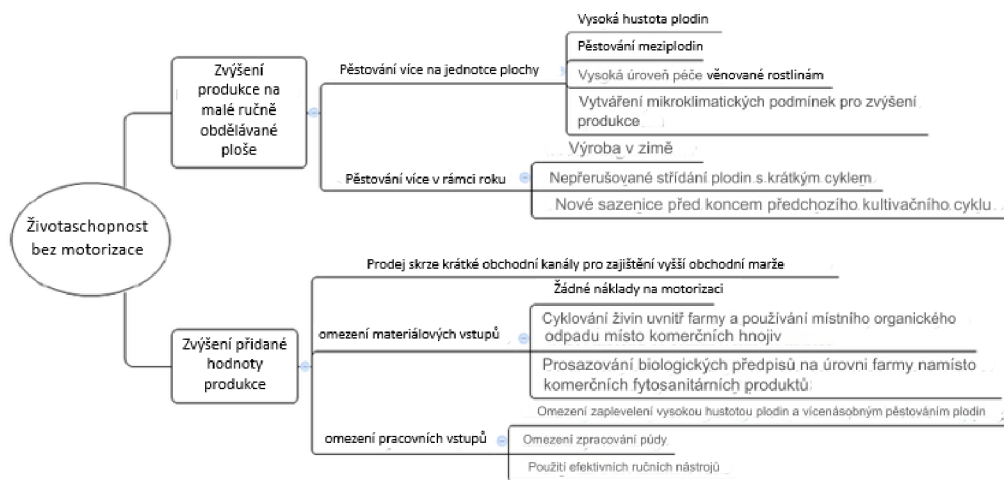 Životaschopnost
bez motorizace
Zvýšení
produkce na
malé ručně
obdělávané
ploše
Pěstování více na jednotce plochy
Vysoká hustota plodin
Pěstování meziplodin
Vysoká úroveň péče věnované rostlinám
Vytváření mikroklimatických podmínek pro zvýšení
produkce
Pěstování více v rámci roku
Výroba v zimě
Nepřerušované střídání plodin s krátkým cyklem
Nové sazenice před koncem předchozího kultivačního cyklu
Zvýšení přidané
hodnoty
produkce
Prodej skrze krátké obchodní kanály pro zajištění vyšší obchodní marže
omezení materiálových vstupů
Žádné náklady na motorizaci
Cyklování živin uvnitř farmy a používání místního organického
odpadu místo komerčních hnojiv
Prosazování biologických předpisů na úrovni farmy namísto
komerčních fytosanitárních produktů
omezení pracovních vstupů
Omezení zaplevelení vysokou hustotou plodin a vícenásobným pěstováním plodin
Omezení zpracování půdy
Použití efektivních ručních nástrojů